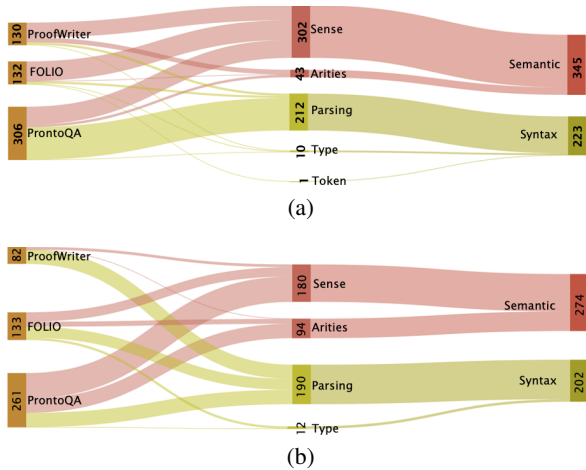 130 ProofWriter
302 Sense
Semantic 345
132 FOLIO
43 Arities
306 ProntoQA
212 Parsing
Syntax 223
10 Type
1 Token
(a)
82 ProofWriter
180 Sense
Semantic 274
133 FOLIO
94 Arities
261 ProntoQA
190 Parsing
Syntax 202
12 Type
(b)